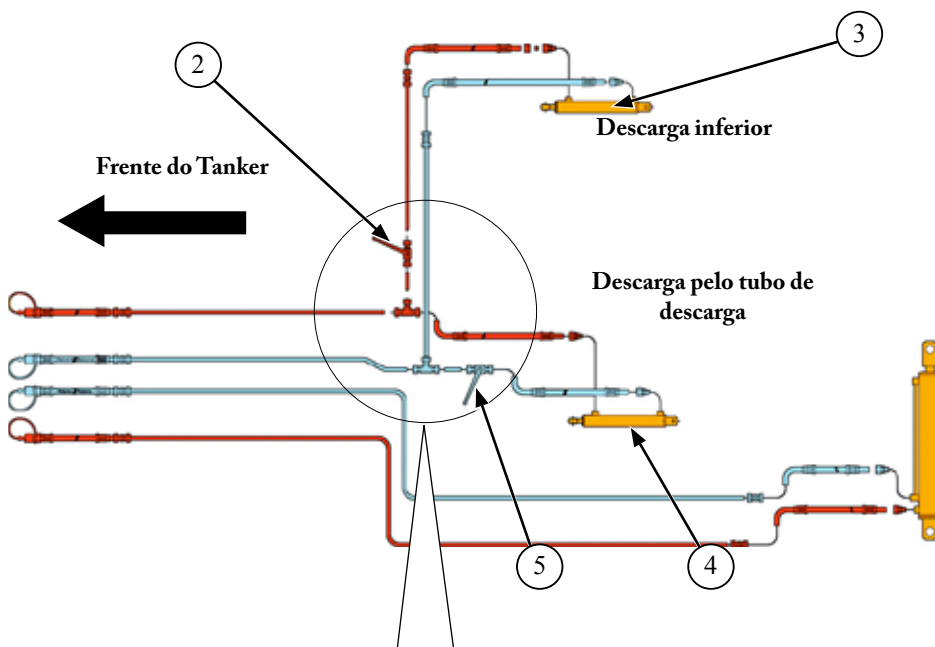 3
2
Descarga inferior
Frente do Tanker
Descarga pelo tubo de
descarga
5
4